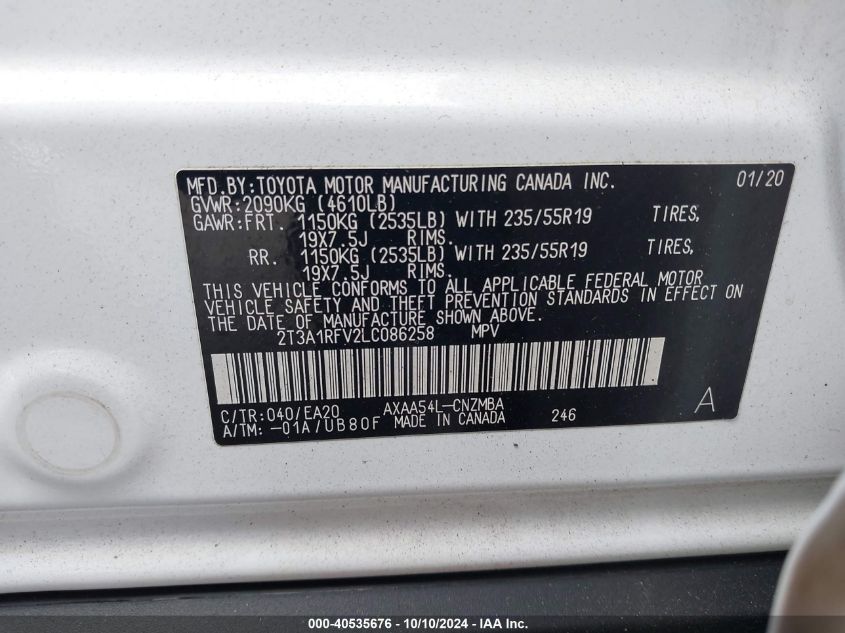 MFD.BY:TOYOTA MOTOR MANUFACTURING CANADA INC. 01/20
GVWR:2090KG (4610LB)
GAWR:FRT. 1150KG (2535LB) WITH 235/55R19 TIRES,
19X7.5J RIMS.
RR. 1150KG (2535LB) WITH 235/55R19 TIRES,
19X7.5J RIMS.
THIS VEHICLE CONFORMS TO ALL APPLICABLE FEDERAL MOTOR
VEHICLE SAFETY AND THEFT PREVENTION STANDARDS IN EFFECT ON
THE DATE OF MANUFACTURE SHOWN ABOVE.
2T3A1RFV2LC086258 MPV
C/TR:040/EA20 AXAA54L-CNZMBA
A/TM: -01A/UB80F MADE IN CANADA 246 A
000-40535676 - 10/10/2024 - IAA Inc.